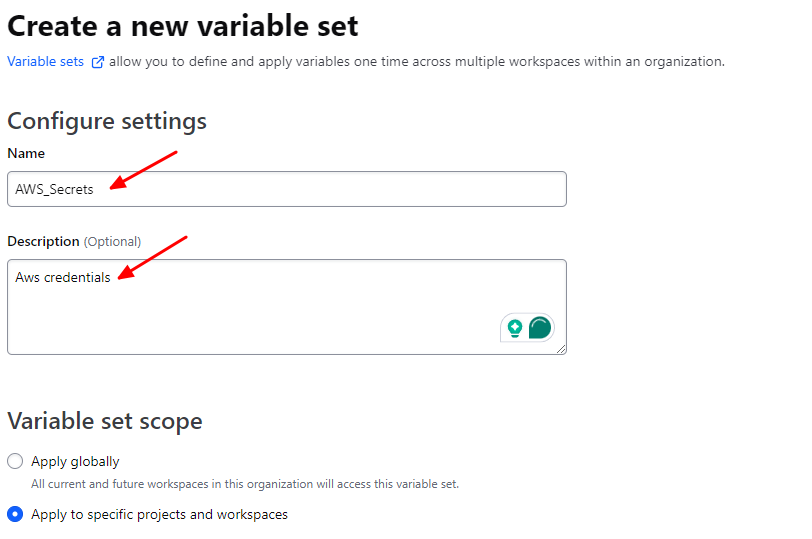 Create a new variable set
Variable sets allow you to define and apply variables one time across multiple workspaces within an organization.
Configure settings
Name
AWS_Secrets
Description (Optional)
Aws credentials
Variable set scope
Apply globally
All current and future workspaces in this organization will access this variable set.
Apply to specific projects and workspaces